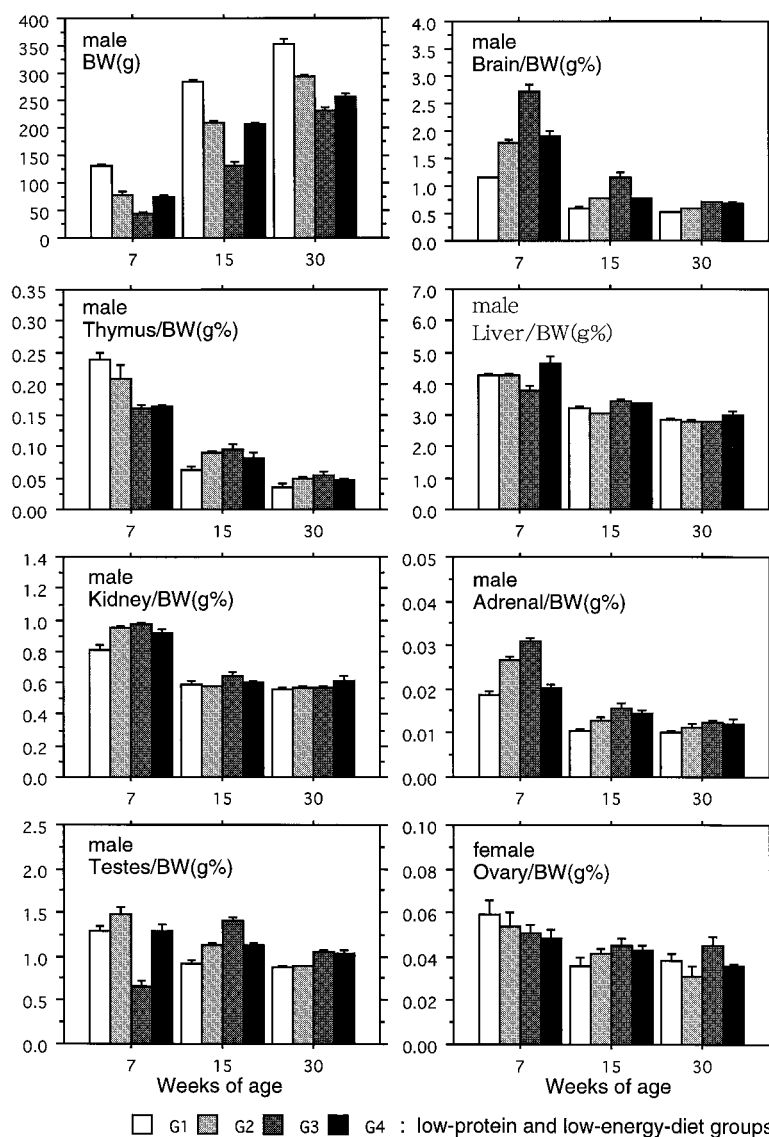 male
BW(g)
400
350
300
250
200
150
100
50
0
7 15 30
male
Brain/BW(g%)
4.0
3.5
3.0
2.5
2.0
1.5
1.0
0.5
0.0
7 15 30
male
Thymus/BW(g%)
0.35
0.30
0.25
0.20
0.15
0.10
0.05
0.00
7 15 30
male
Liver/BW(g%)
7.0
6.0
5.0
4.0
3.0
2.0
1.0
0.0
7 15 30
male
Kidney/BW(g%)
1.4
1.2
1.0
0.8
0.6
0.4
0.2
0.0
7 15 30
male
Adrenal/BW(g%)
0.05
0.04
0.03
0.02
0.01
0.00
7 15 30
male
Testes/BW(g%)
2.5
2.0
1.5
1.0
0.5
0.0
7 15 30
Weeks of age
female
Ovary/BW(g%)
0.10
0.08
0.06
0.04
0.02
0.00
7 15 30
Weeks of age
G1 G2 G3 G4 : low-protein and low-energy-diet groups